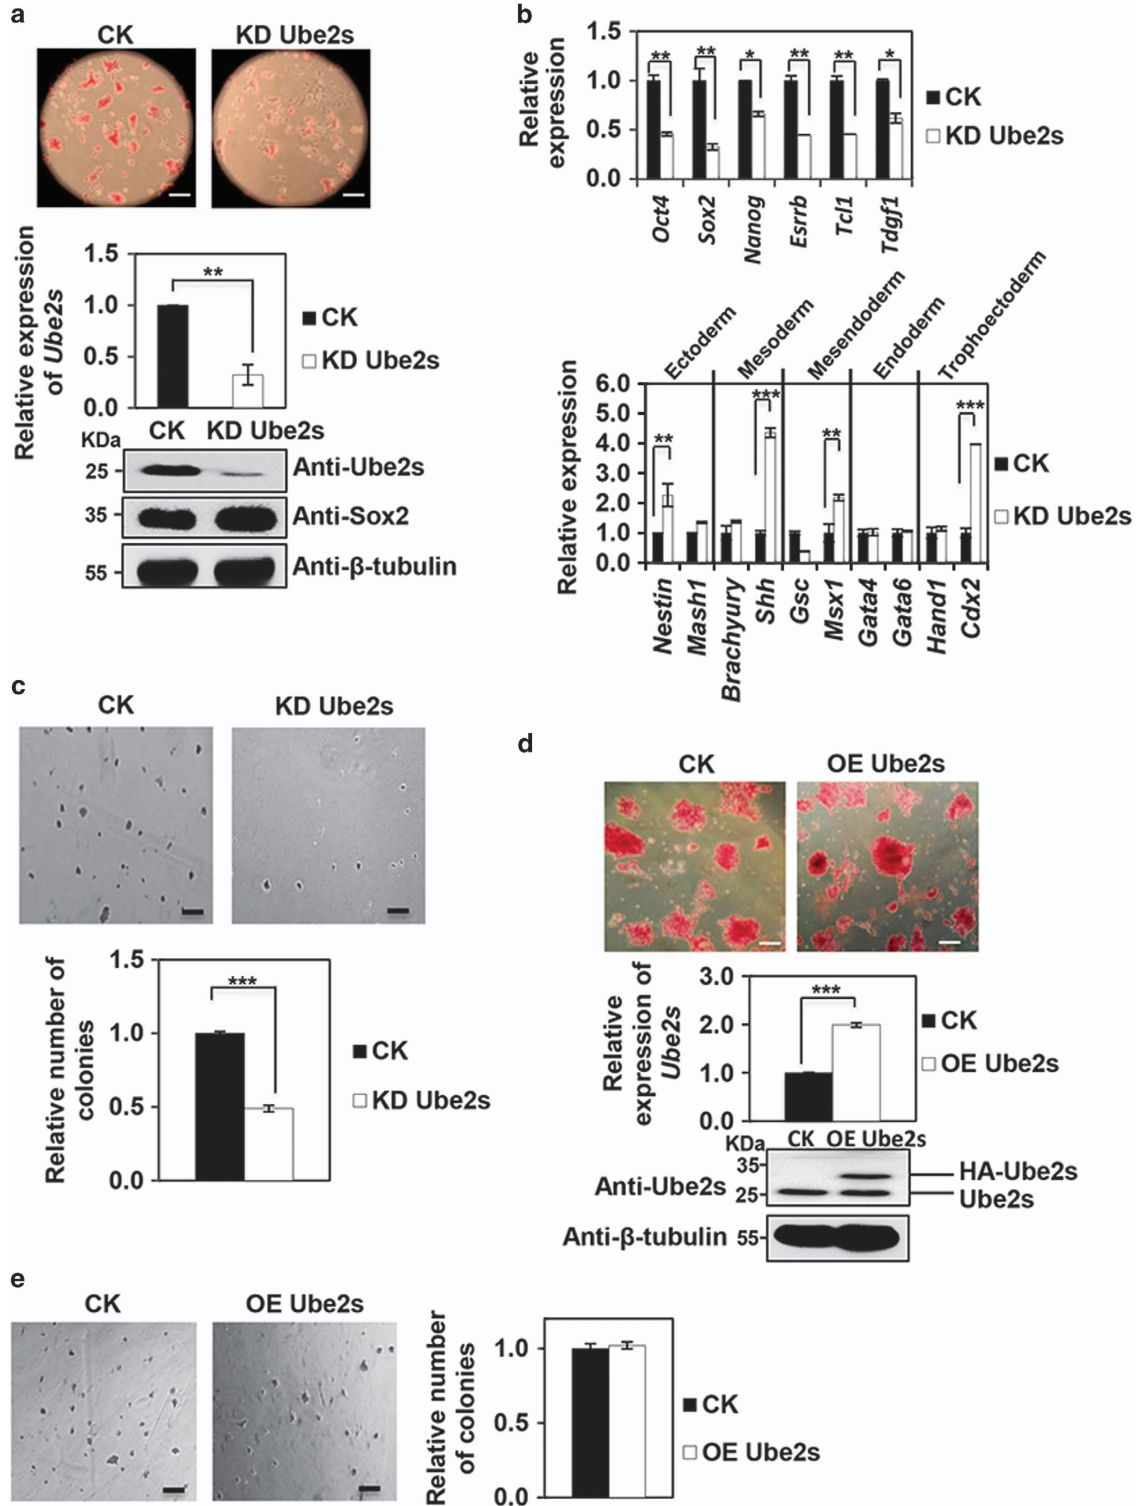 a
CK
KD Ube2s
Relative expression
of Ube2s
1.5
1.0
0.5
0.0
**
CK
KD Ube2s
KDa
CK
KD Ube2s
25
Anti-Ube2s
35
Anti-Sox2
55
Anti-β-tubulin
b
Relative
expression
1.5
1.0
0.5
0.0
**
**
*
**
**
*
CK
KD Ube2s
Oct4
Sox2
Nanog
Esrrb
Tcl1
Tdgf1
Ectoderm
Mesoderm
Mesendoderm
Endoderm
Trophoectoderm
Relative expression
6.0
5.0
4.0
3.0
2.0
1.0
0.0
**
***
**
***
CK
KD Ube2s
Nestin
Mash1
Brachyury
Shh
Gsc
Msx1
Gata4
Gata6
Hand1
Cdx2
c
CK
KD Ube2s
Relative number of
colonies
1.5
1.0
0.5
0.0
***
CK
KD Ube2s
d
CK
OE Ube2s
Relative
expression of
Ube2s
3.0
2.0
1.0
0.0
***
CK
OE Ube2s
KDa
CK
OE Ube2s
Anti-Ube2s
35
25
HA-Ube2s
Ube2s
Anti-β-tubulin
55
e
CK
OE Ube2s
Relative number
of colonies
1.0
0.5
0.0
CK
OE Ube2s